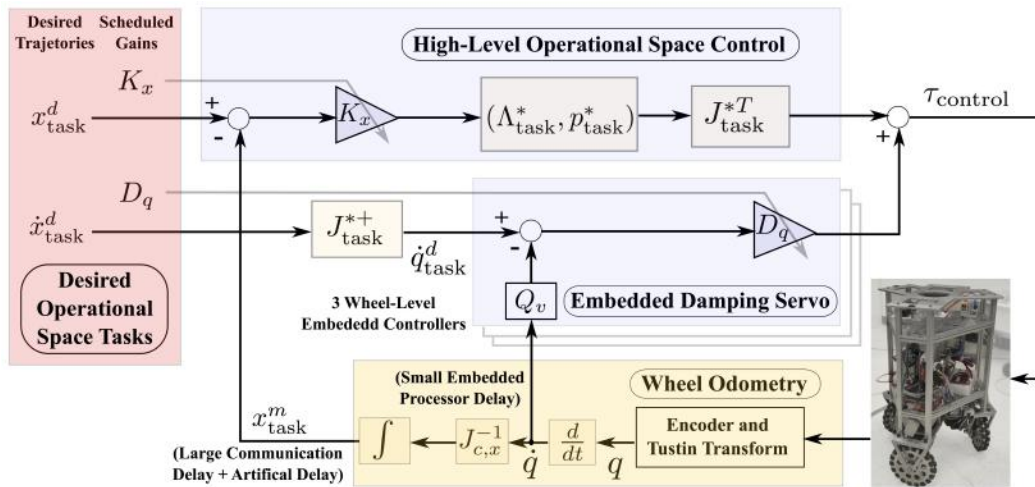 Desired
Trajetories
Scheduled
Gains
High-Level Operational Space Control
K_x
x^d_task
+
-
K_x
(Λ*_task, p*_task)
J*T_task
τ_control
+
D_q
ẋ^d_task
J*+_task
q̇^d_task
+
-
D_q
Desired
Operational
Space Tasks
3 Wheel-Level
Embededd Controllers
Q_v
Embedded Damping Servo
(Small Embedded
Processor Delay)
Wheel Odometry
x^m_task
∫
J^{-1}_{c,x}
q̇
d/dt
q
Encoder and
Tustin Transform
(Large Communication
Delay + Artifical Delay)